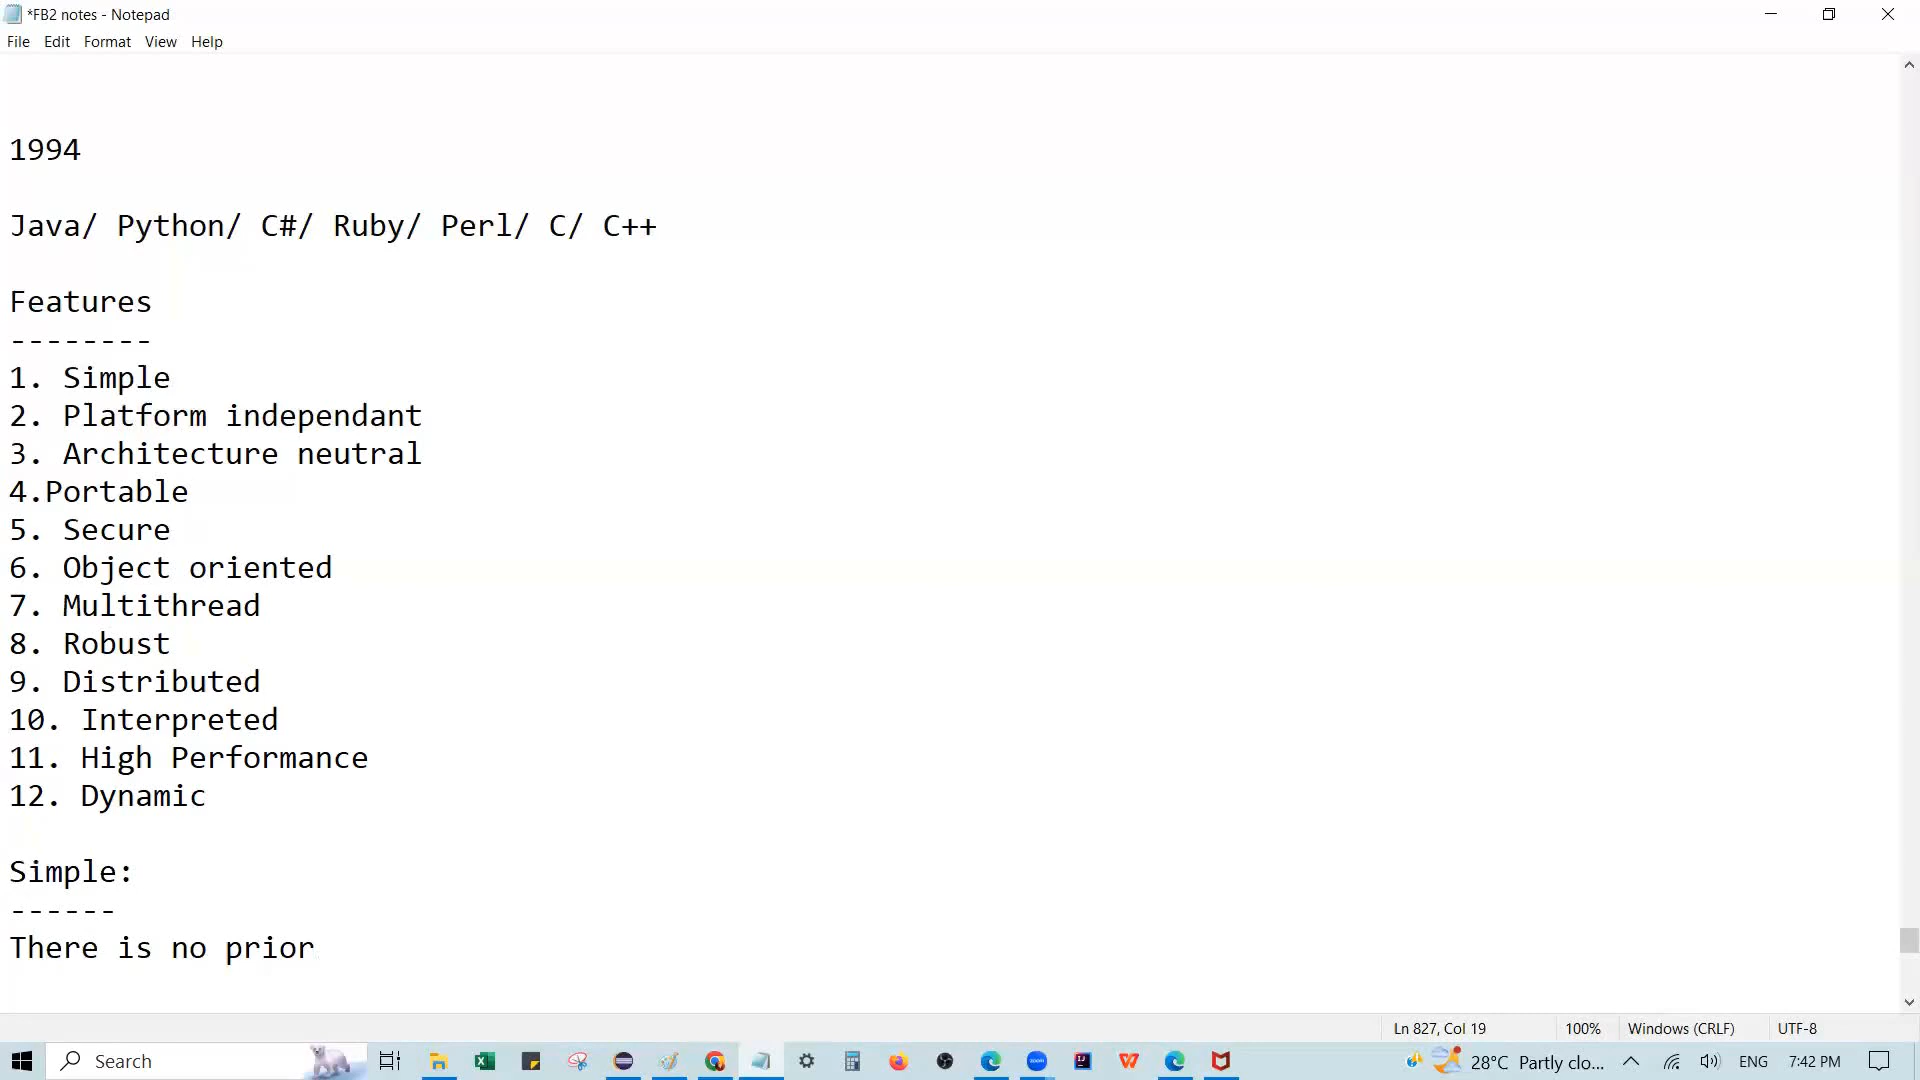 *FB2 notes - Notepad
File Edit Format View Help
1994
Java/ Python/ C#/ Ruby/ Perl/ C/ C++
Features
--------
1. Simple
2. Platform independant
3. Architecture neutral
4.Portable
5. Secure
6. Object oriented
7. Multithread
8. Robust
9. Distributed
10. Interpreted
11. High Performance
12. Dynamic
Simple:
------
There is no prior
Ln 827, Col 19 100% Windows (CRLF) UTF-8
Search 28°C Partly clo... ENG 7:42 PM